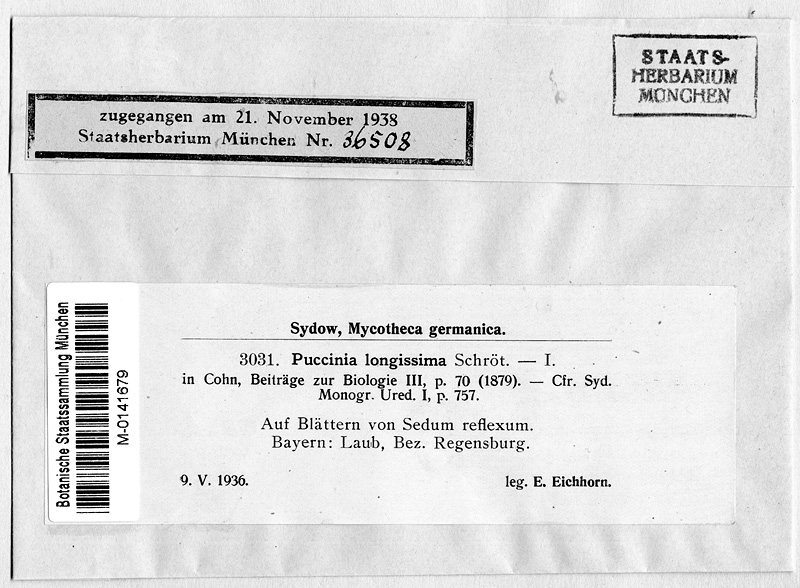 STAATS-
HERBARIUM
MÜNCHEN
zugegangen am 21. November 1938
Staatsherbarium München Nr. 36508
Botanische Staatssammlung München
M-0141679
Sydow, Mycotheca germanica.
3031. Puccinia longissima Schröt. — I.
in Cohn, Beiträge zur Biologie III, p. 70 (1879). — Cfr. Syd.
Monogr. Ured. I, p. 757.
Auf Blättern von Sedum reflexum.
Bayern: Laub, Bez. Regensburg.
9. V. 1936. leg. E. Eichhorn.